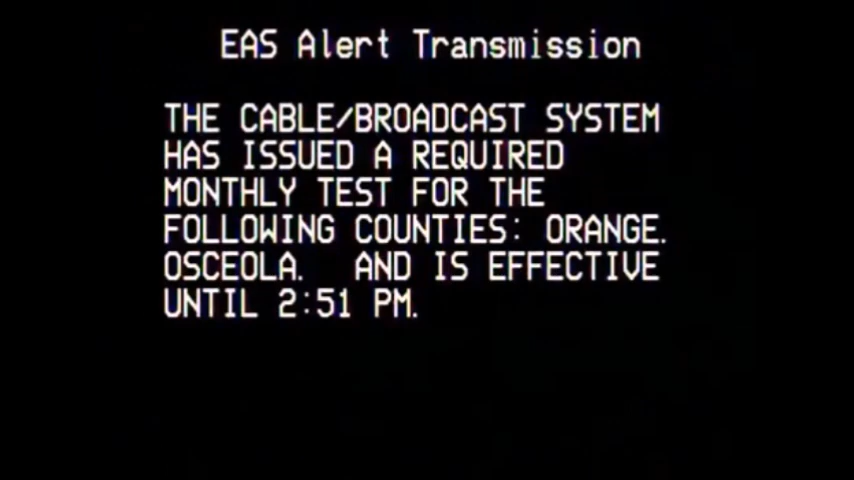 EAS Alert Transmission
THE CABLE/BROADCAST SYSTEM
HAS ISSUED A REQUIRED
MONTHLY TEST FOR THE
FOLLOWING COUNTIES: ORANGE.
OSCEOLA.  AND IS EFFECTIVE
UNTIL 2:51 PM.